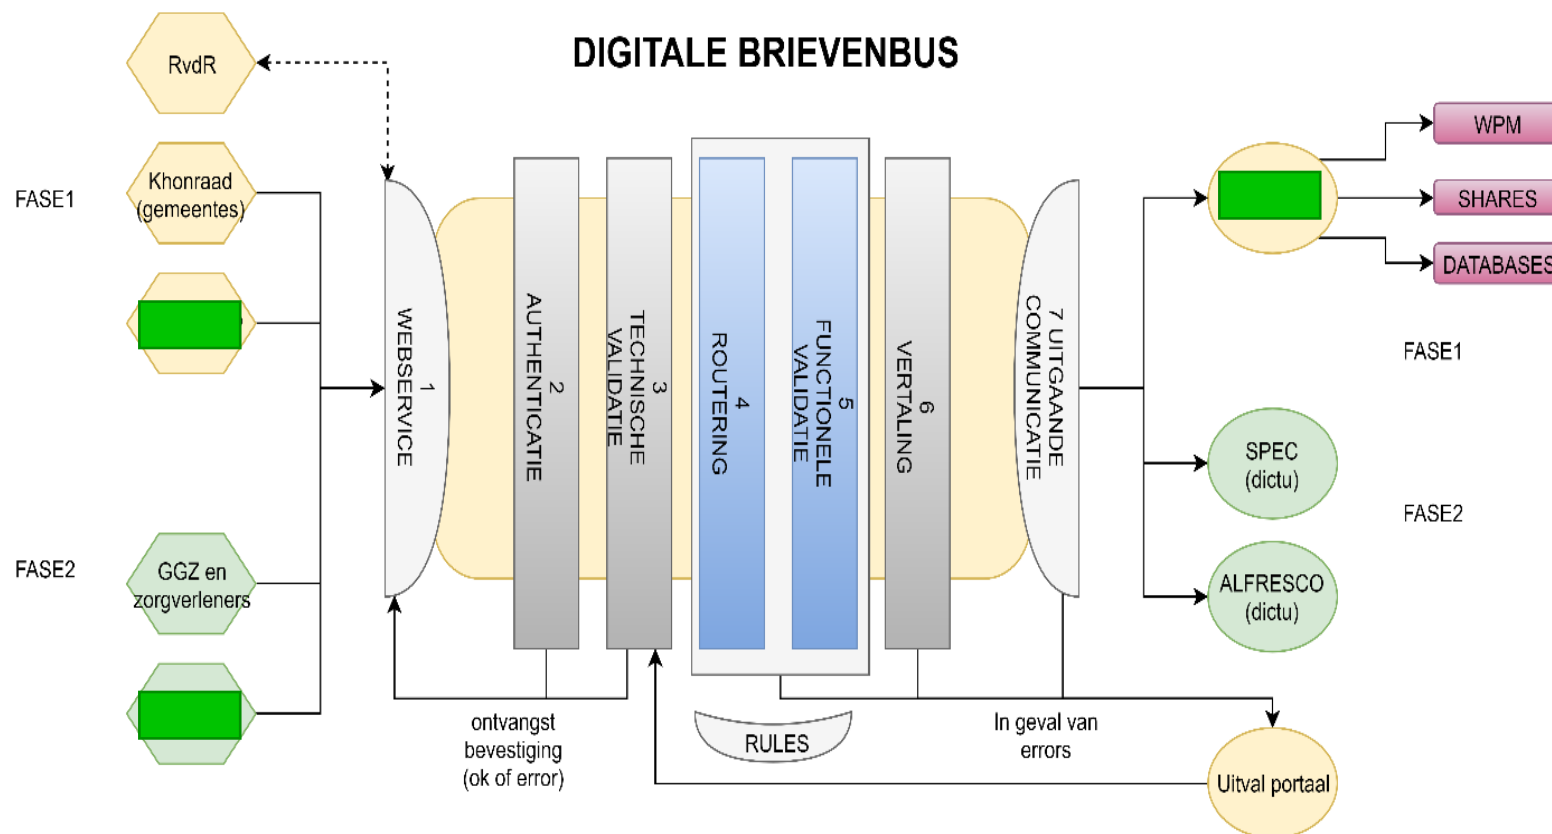 DIGITALE BRIEVENBUS
RvdR
FASE1
Khonraad
(gemeentes)
FASE2
GGZ en
zorgverleners
1
WEBSERVICE
2
AUTHENTICATIE
3
TECHNISCHE
VALIDATIE
4
ROUTERING
5
FUNCTIONELE
VALIDATIE
6
VERTALING
7 UITGAANDE
COMMUNICATIE
WPM
SHARES
DATABASES
FASE1
SPEC
(dictu)
FASE2
ALFRESCO
(dictu)
ontvangst
bevestiging
(ok of error)
RULES
In geval van
errors
Uitval portaal